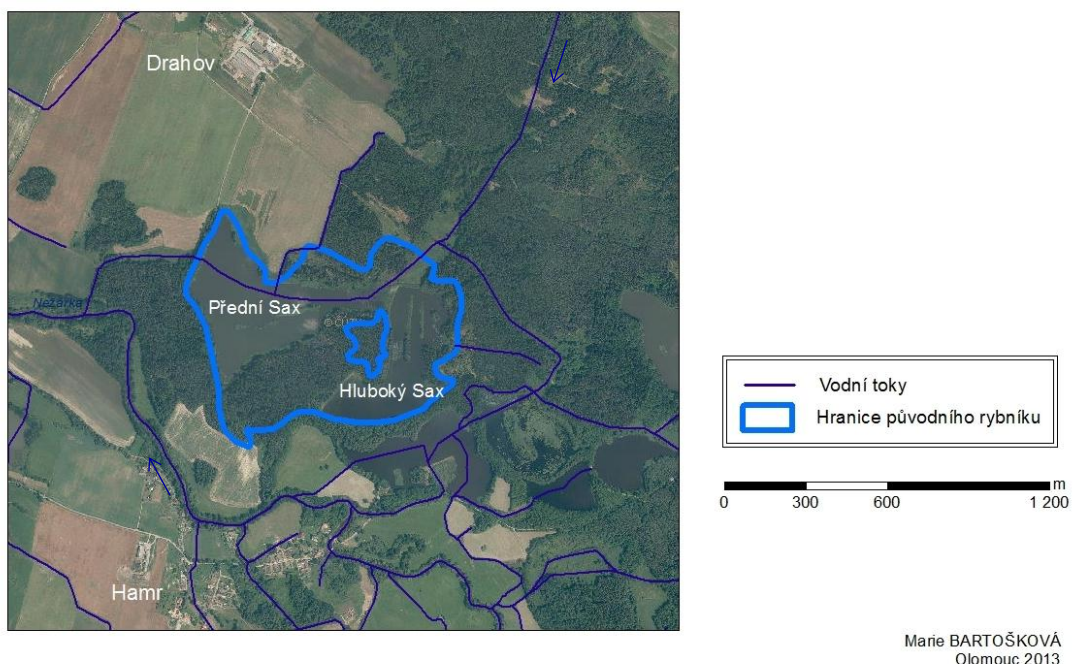 Drahov
Nežárka
Přední Sax
Hluboký Sax
Hamr
Vodní toky
Hranice původního rybníku
m
0 300 600 1 200
Marie BARTOŠKOVÁ
Olomouc 2013